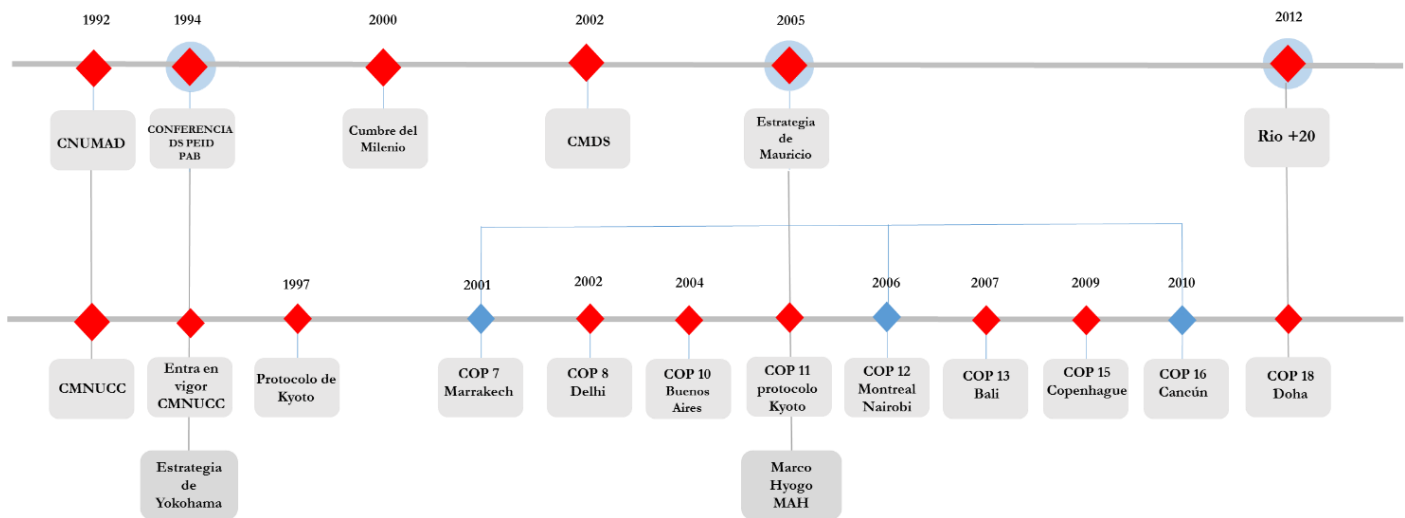 1992
1994
2000
2002
2005
2012
CNUMAD
CONFERENCIA
DS PEID
PAB
Cumbre del
Milenio
CMDS
Estrategia
de
Mauricio
Rio +20
1997
2001
2002
2004
2006
2007
2009
2010
CMNUCC
Entra en
vigor
CMNUCC
Protocolo de
Kyoto
COP 7
Marrakech
COP 8
Delhi
COP 10
Buenos
Aires
COP 11
protocolo
Kyoto
COP 12
Montreal
Nairobi
COP 13
Bali
COP 15
Copenhague
COP 16
Cancún
COP 18
Doha
Estrategia
de
Yokohama
Marco
Hyogo
MAH